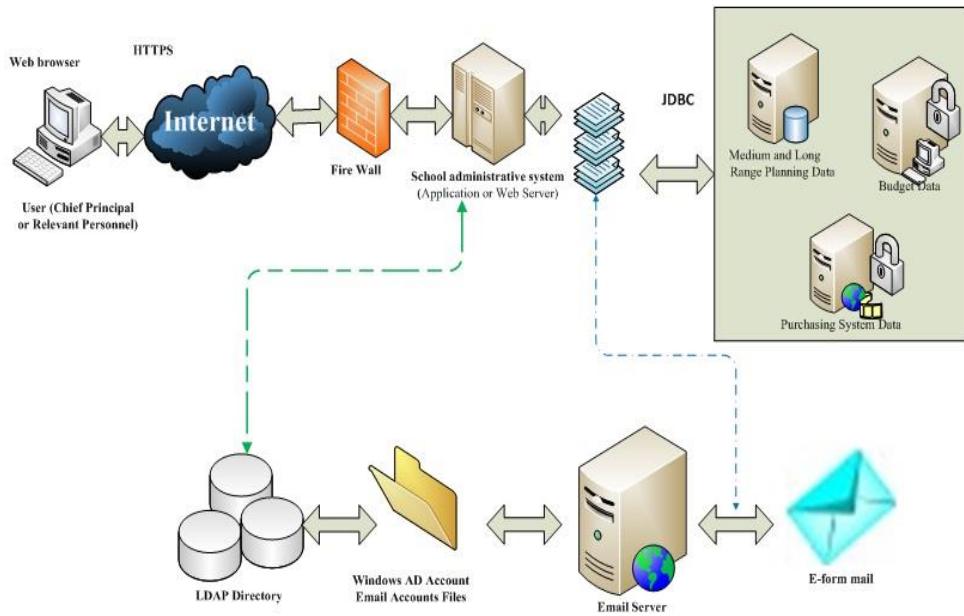 HTTPS
Web browser
Internet
User (Chief Principal
or Relevant Personnel)
Fire Wall
School administrative system
(Application or Web Server)
JDBC
Medium and Long
Range Planning Data
Budget Data
Purchasing System Data
LDAP Directory
Windows AD Account
Email Accounts Files
Email Server
E-form mail